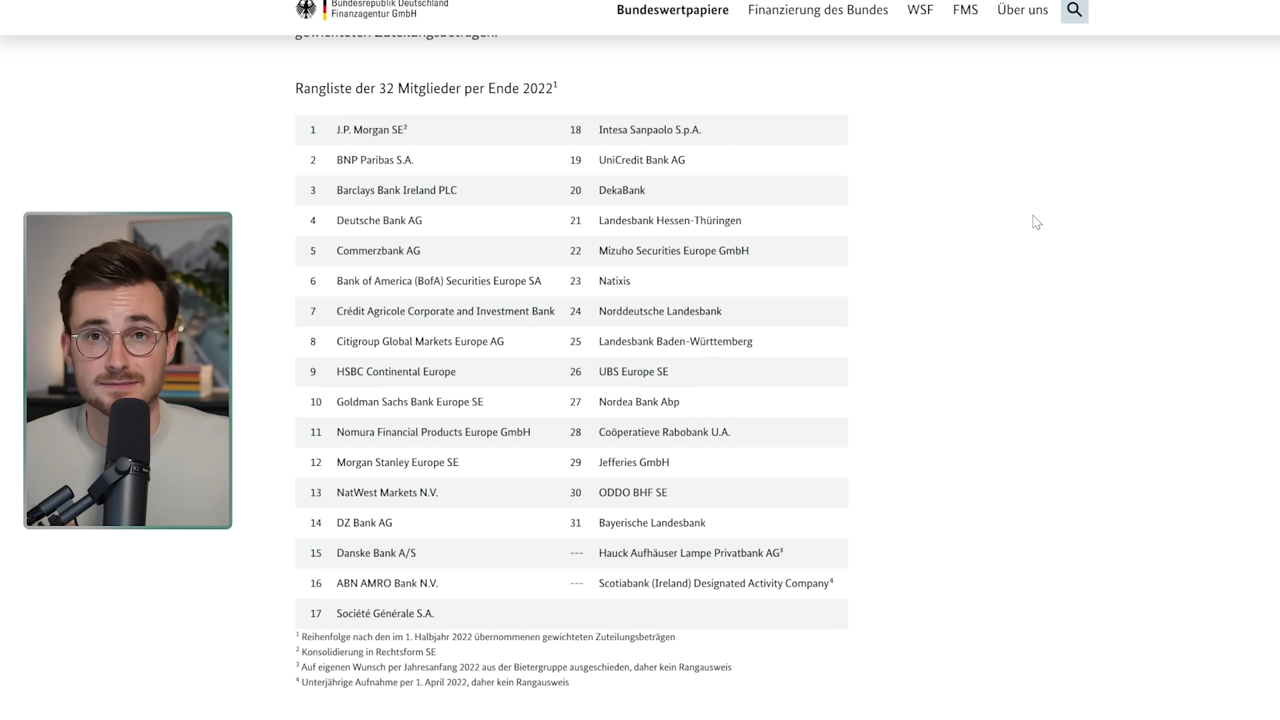 Bundesrepublik Deutschland
Finanzagentur GmbH
Bundeswertpapiere Finanzierung des Bundes WSF FMS Über uns
gewichteten Zuteilungsbeträgen.
Rangliste der 32 Mitglieder per Ende 2022¹
1 J.P. Morgan SE² 18 Intesa Sanpaolo S.p.A.
2 BNP Paribas S.A. 19 UniCredit Bank AG
3 Barclays Bank Ireland PLC 20 DekaBank
4 Deutsche Bank AG 21 Landesbank Hessen-Thüringen
5 Commerzbank AG 22 Mizuho Securities Europe GmbH
6 Bank of America (BofA) Securities Europe SA 23 Natixis
7 Crédit Agricole Corporate and Investment Bank 24 Norddeutsche Landesbank
8 Citigroup Global Markets Europe AG 25 Landesbank Baden-Württemberg
9 HSBC Continental Europe 26 UBS Europe SE
10 Goldman Sachs Bank Europe SE 27 Nordea Bank Abp
11 Nomura Financial Products Europe GmbH 28 Coöperatieve Rabobank U.A.
12 Morgan Stanley Europe SE 29 Jefferies GmbH
13 NatWest Markets N.V. 30 ODDO BHF SE
14 DZ Bank AG 31 Bayerische Landesbank
15 Danske Bank A/S --- Hauck Aufhäuser Lampe Privatbank AG³
16 ABN AMRO Bank N.V. --- Scotiabank (Ireland) Designated Activity Company⁴
17 Société Générale S.A.
¹ Reihenfolge nach den im 1. Halbjahr 2022 übernommenen gewichteten Zuteilungsbeträgen
² Konsolidierung in Rechtsform SE
³ Auf eigenen Wunsch per Jahresanfang 2022 aus der Bietergruppe ausgeschieden, daher kein Rangausweis
⁴ Unterjährige Aufnahme per 1. April 2022, daher kein Rangausweis